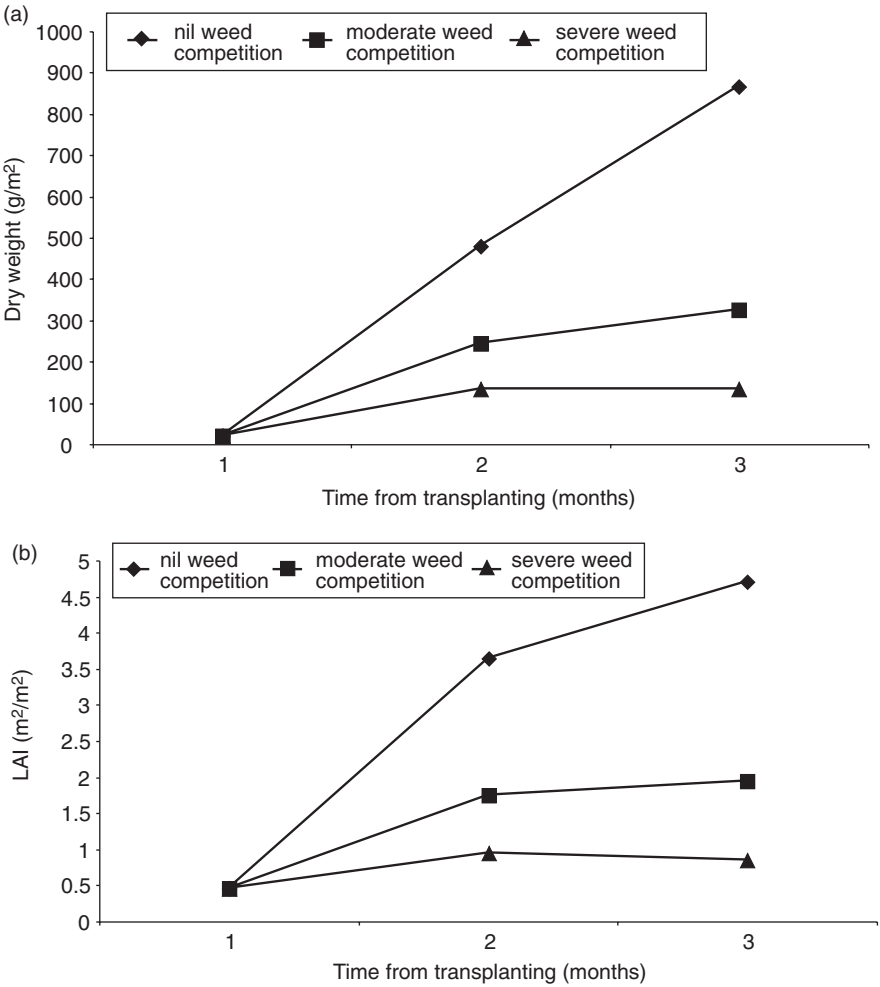 (a)
1000
900
800
700
600
500
400
300
200
100
0
Dry weight (g/m²)
nil weed
competition
moderate weed
competition
severe weed
competition
1 2 3
Time from transplanting (months)
(b)
5
4.5
4
3.5
3
2.5
2
1.5
1
0.5
0
LAI (m²/m²)
nil weed
competition
moderate weed
competition
severe weed
competition
1 2 3
Time from transplanting (months)